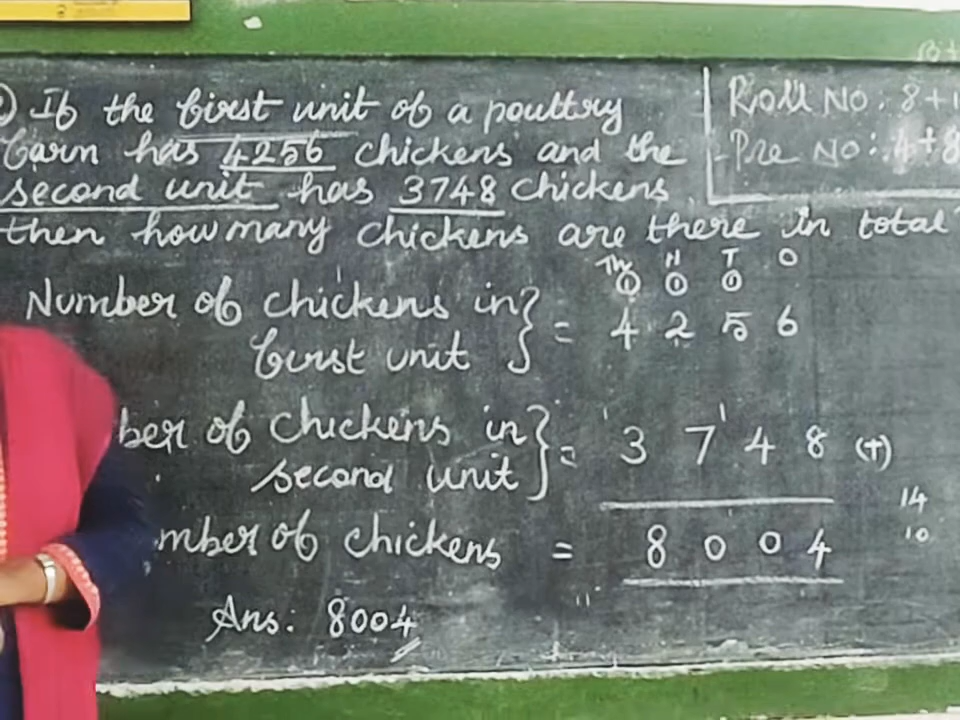 If the first unit of a poultry
farm has 4256 chickens and the
second unit has 3748 chickens
then how many chickens are there in total
Roll No: 8+1
Pre No: 4+8
Th H T O
1 1 1
Number of chickens in } = 4 2 5 6
first unit
ber of chickens in } = 3 7 4 8 (+)
second unit
14
10
mber of chickens = 8 0 0 4
Ans: 8004